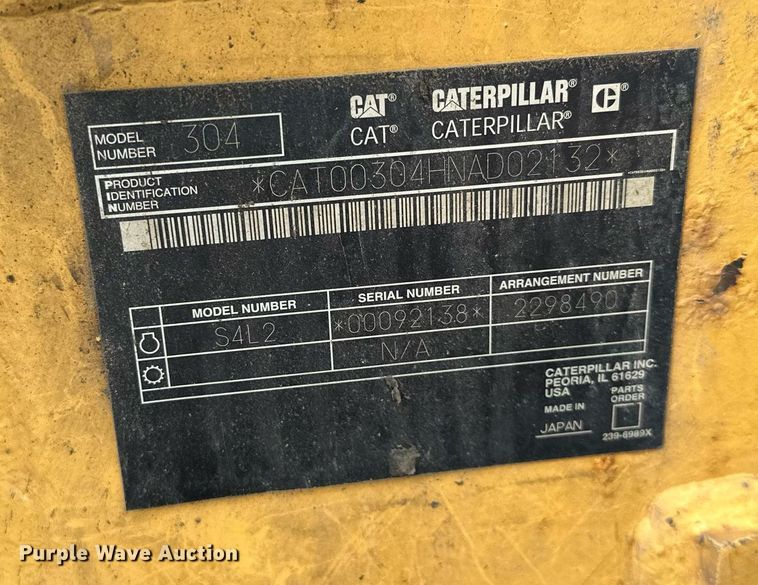 CAT® CATERPILLAR® C
CAT® CATERPILLAR®
MODEL NUMBER 304
PRODUCT IDENTIFICATION NUMBER *CAT00304HNAD02132*
MODEL NUMBER SERIAL NUMBER ARRANGEMENT NUMBER
S4L2 *00092138* 2298490
N/A
CATERPILLAR INC.
PEORIA, IL 61629
USA
PARTS ORDER
MADE IN
JAPAN
239-6989X
Purple Wave Auction